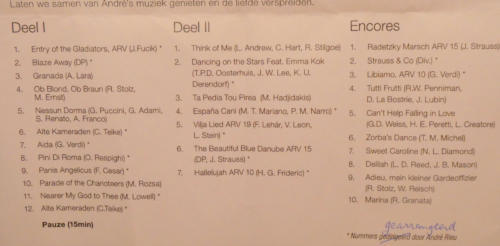 Laten we samen van André's muziek genieten en de liefde verspreiden.
Deel I
1. Entry of the Gladiators, ARV (J.Fucik) *
2. Blaze Away (DP) *
3. Granada (A. Lara)
4. Ob Blond, Ob Braun (R. Stolz,
M. Ernst)
5. Nessun Dorma (G. Puccini, G. Adami,
S. Renato, A. Franco)
6. Alte Kameraden (C. Teike) *
7. Aida (G. Verdi) *
8. Pini Di Roma (O. Respighi) *
9. Panis Angelicus (F. Cesar) *
10. Parade of the Charioteers (M. Rozsa)
11. Nearer My God to Thee (M. Lowell) *
12. Alte Kameraden (C.Teike) *
Pauze (15min)
Deel II
1. Think of Me (L. Andrew, C. Hart, R. Stilgoe)
2. Dancing on the Stars Feat. Emma Kok
(T.P.D. Oosterhuis, J. W. Lee, K. U.
Derendorf) *
3. Ta Pedia Tou Pirea (M. Hadjidakis)
4. España Cani (M. T. Mariano, P. M. Narro) *
5. Vilja Lied ARV 19 (F. Lehár, V. Leon,
L. Stein) *
6. The Beautiful Blue Danube ARV 15
(DP, J. Strauss) *
7. Hallelujah ARV 10 (H. G. Frideric) *
Encores
1. Radetzky Marsch ARV 15 (J. Strauss)
2. Strauss & Co (Div.) *
3. Libiamo, ARV 10 (G. Verdi) *
4. Tutti Frutti (R.W. Penniman,
D. La Bostrie, J. Lubin)
5. Can't Help Falling in Love
(G.D. Weiss, H. E. Peretti, L. Creatore)
6. Zorba's Dance (T. M. Michel)
7. Sweet Caroline (N. L. Diamond)
8. Delilah (L. D. Reed, J. B. Mason)
9. Adieu, mein kleiner Gardeoffizier
(R. Stolz, W. Reisch)
10. Marina (R. Granata)
gearrangeerd
* Nummers door André Rieu